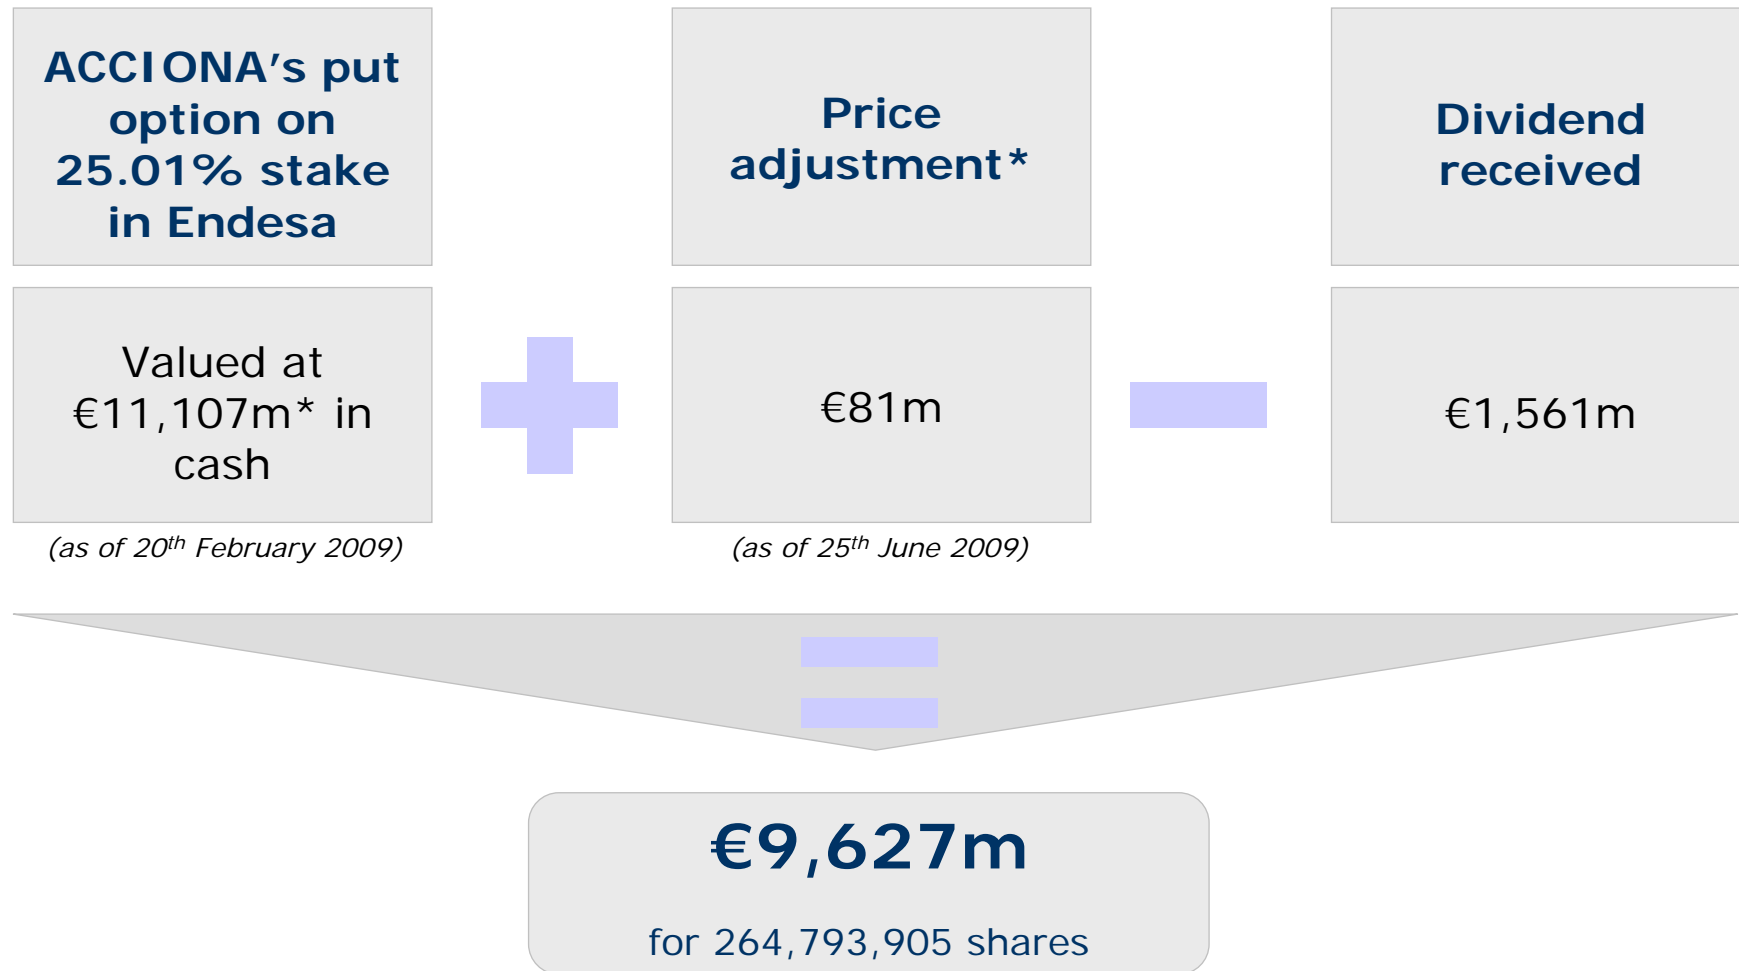 ACCIONA’s put
option on
25.01% stake
in Endesa
Price
adjustment*
Dividend
received
Valued at
€11,107m* in
cash
€81m
€1,561m
(as of 20th February 2009)
(as of 25th June 2009)
€9,627m
for 264,793,905 shares